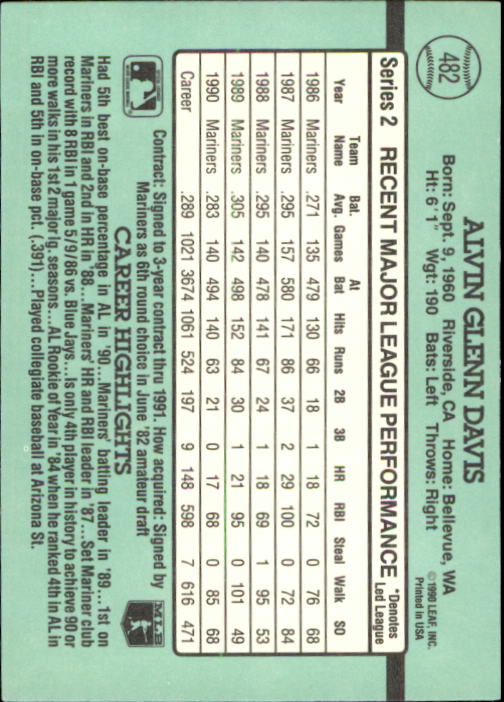 482
ALVIN GLENN DAVIS
Born: Sept. 9, 1960 Riverside, CA Home: Bellevue, WA
Ht: 6'1" Wgt: 190 Bats: Left Throws: Right
©1990 LEAF, INC.
Printed in USA
Series 2 RECENT MAJOR LEAGUE PERFORMANCE *Denotes Led League
Year Team Name Bat. Avg. Games At Bat Hits Runs 2B 3B HR RBI Steal Walk SO
1986 Mariners .271 135 479 130 66 18 1 18 72 0 76 68
1987 Mariners .295 157 580 171 86 37 2 29 100 0 72 84
1988 Mariners .295 140 478 141 67 24 1 18 69 1 95 53
1989 Mariners .305 142 498 152 84 30 1 21 95 0 101 49
1990 Mariners .283 140 494 140 63 21 0 17 68 0 85 68
Career .289 1021 3674 1061 524 197 9 148 598 7 616 471
Contract: Signed to 3-year contract thru 1991. How acquired: Signed by
Mariners as 6th round choice in June '82 amateur draft
MLB
CAREER HIGHLIGHTS
Had 5th best on-base percentage in AL in '90...Mariners' batting leader in '89...1st on
Mariners in RBI and 2nd in HR in '88...Mariners' HR and RBI leader in '87...Set Mariner club
record with 8 RBI in 1 game 5/9/86 vs. Blue Jays....Is only 4th player in history to achieve 90 or
more walks in his 1st 2 major lg. seasons...AL Rookie of Year in '84 when he ranked 4th in AL in
RBI and 5th in on-base pct. (.391)...Played collegiate baseball at Arizona St.